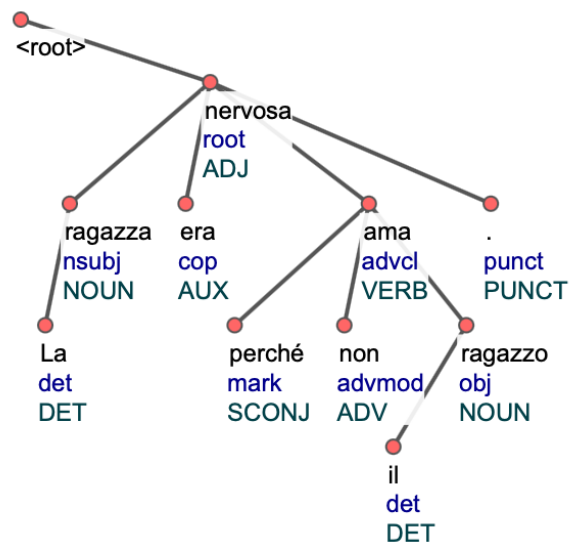 <root>
nervosa
root
ADJ
ragazza era ama .
nsubj cop advcl punct
NOUN AUX VERB PUNCT
La perché non ragazzo
det mark advmod obj
DET SCONJ ADV NOUN
il
det
DET